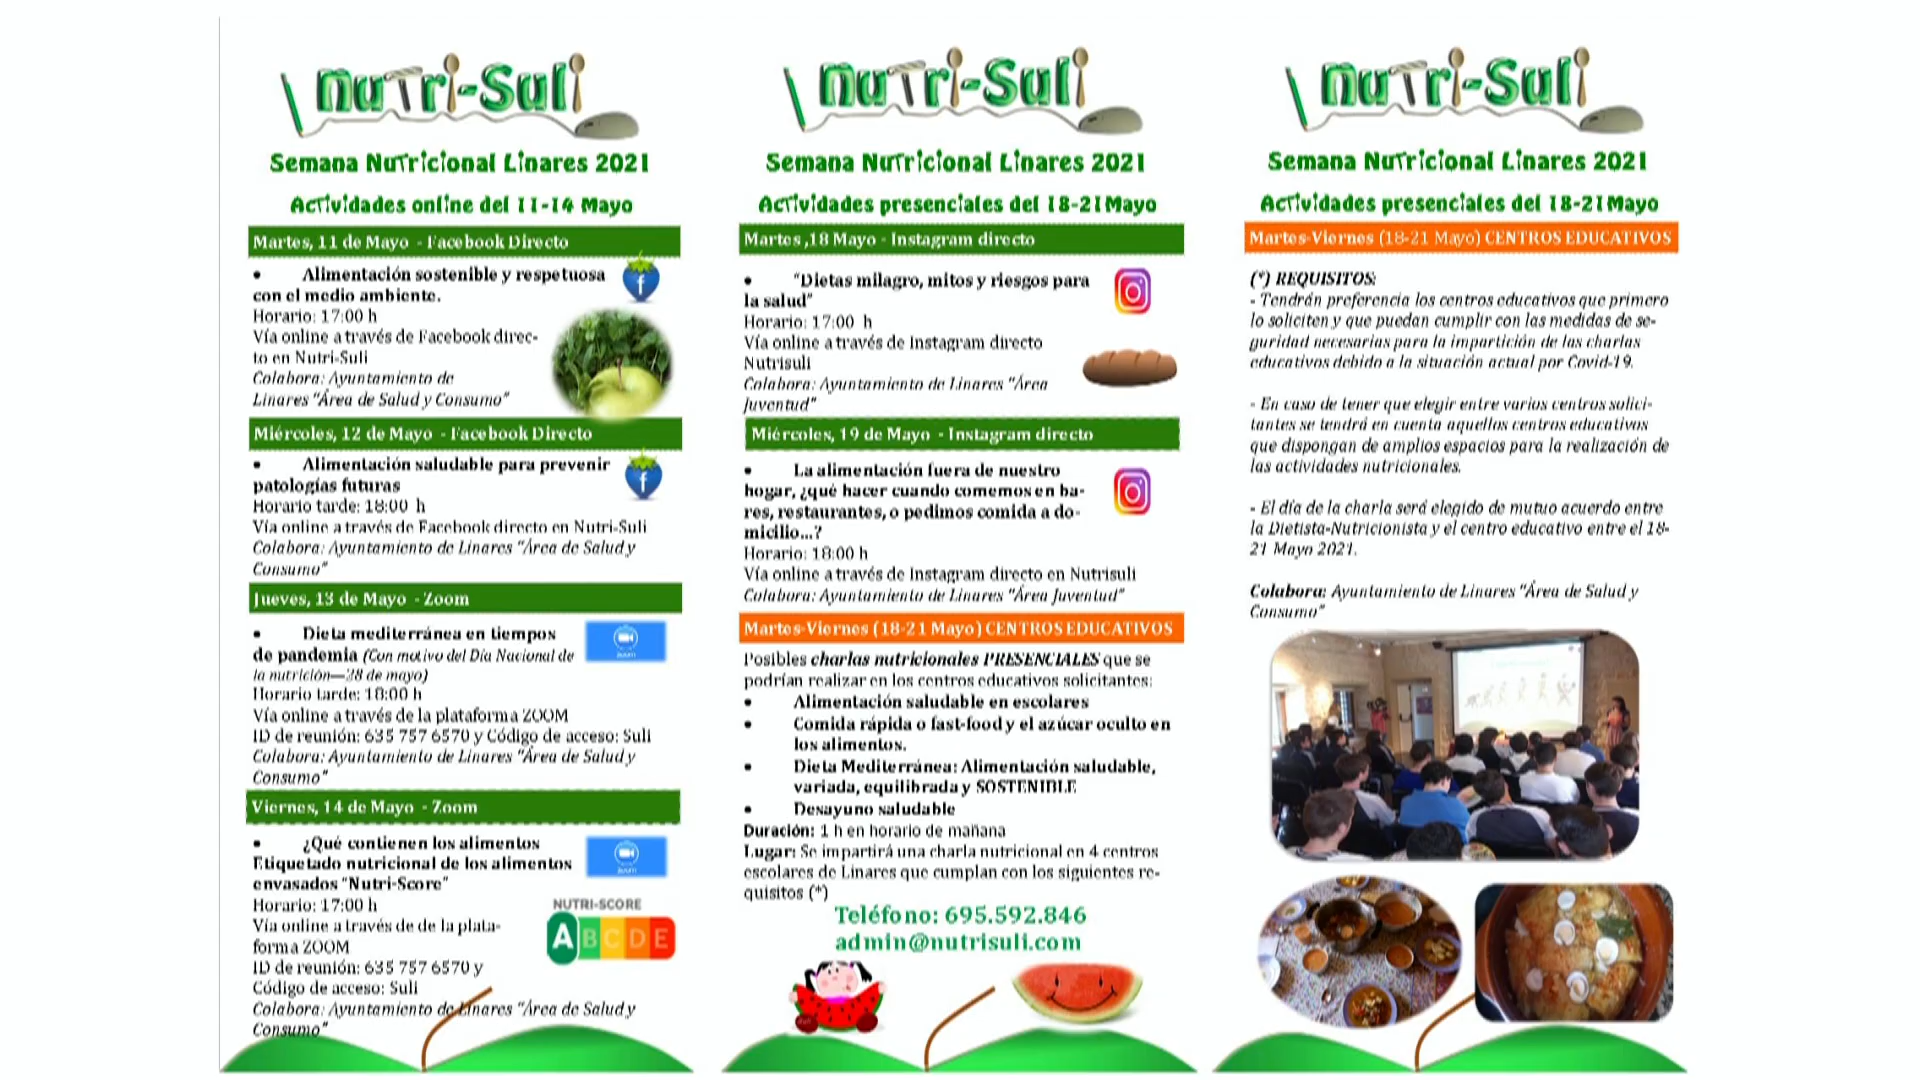 nuTri-Suli
Semana Nutricional Linares 2021
Actividades online del 11-14 Mayo
Martes, 11 de Mayo - Facebook Directo
• Alimentación sostenible y respetuosa
con el medio ambiente.
Horario: 17:00 h
Vía online a través de Facebook direc-
to en Nutri-Suli
Colabora: Ayuntamiento de
Linares "Área de Salud y Consumo"
Miércoles, 12 de Mayo - Facebook Directo
• Alimentación saludable para prevenir
patologías futuras
Horario tarde: 18:00 h
Vía online a través de Facebook directo en Nutri-Suli
Colabora: Ayuntamiento de Linares "Área de Salud y
Consumo"
Jueves, 13 de Mayo - Zoom
• Dieta mediterránea en tiempos
de pandemia (Con motivo del Día Nacional de
la nutrición—28 de mayo)
Horario tarde: 18:00 h
Vía online a través de la plataforma ZOOM
ID de reunión: 635 757 6570 y Código de acceso: Suli
Colabora: Ayuntamiento de Linares "Área de Salud y
Consumo"
Viernes, 14 de Mayo - Zoom
• ¿Qué contienen los alimentos
Etiquetado nutricional de los alimentos
envasados "Nutri-Score"
Horario: 17:00 h
Vía online a través de de la plata-
forma ZOOM
ID de reunión: 635 757 6570 y
Código de acceso: Suli
Colabora: Ayuntamiento de Linares "Área de Salud y
Consumo"
zoom
zoom
NUTRI-SCORE
A B C D E
nuTri-Suli
Semana Nutricional Linares 2021
Actividades presenciales del 18-21Mayo
Martes ,18 Mayo - Instagram directo
• "Dietas milagro, mitos y riesgos para
la salud"
Horario: 17:00 h
Vía online a través de Instagram directo
Nutrisuli
Colabora: Ayuntamiento de Linares "Área
Juventud"
Miércoles, 19 de Mayo - Instagram directo
• La alimentación fuera de nuestro
hogar, ¿qué hacer cuando comemos en ba-
res, restaurantes, o pedimos comida a do-
micilio...?
Horario: 18:00 h
Vía online a través de Instagram directo en Nutrisuli
Colabora: Ayuntamiento de Linares "Área Juventud"
Martes-Viernes (18-21 Mayo) CENTROS EDUCATIVOS
Posibles charlas nutricionales PRESENCIALES que se
podrían realizar en los centros educativos solicitantes:
• Alimentación saludable en escolares
• Comida rápida o fast-food y el azúcar oculto en
los alimentos.
• Dieta Mediterránea: Alimentación saludable,
variada, equilibrada y SOSTENIBLE
• Desayuno saludable
Duración: 1 h en horario de mañana
Lugar: Se impartirá una charla nutricional en 4 centros
escolares de Linares que cumplan con los siguientes re-
quisitos (*)
Teléfono: 695.592.846
admin@nutrisuli.com
nuTri-Suli
Semana Nutricional Linares 2021
Actividades presenciales del 18-21Mayo
Martes-Viernes (18-21 Mayo) CENTROS EDUCATIVOS
(*) REQUISITOS:
- Tendrán preferencia los centros educativos que primero
lo soliciten y que puedan cumplir con las medidas de se-
guridad necesarias para la impartición de las charlas
educativos debido a la situación actual por Covid-19.
- En caso de tener que elegir entre varios centros solici-
tantes se tendrá en cuenta aquellos centros educativos
que dispongan de amplios espacios para la realización de
las actividades nutricionales.
- El día de la charla será elegido de mutuo acuerdo entre
la Dietista-Nutricionista y el centro educativo entre el 18-
21 Mayo 2021.
Colabora: Ayuntamiento de Linares "Área de Salud y
Consumo"